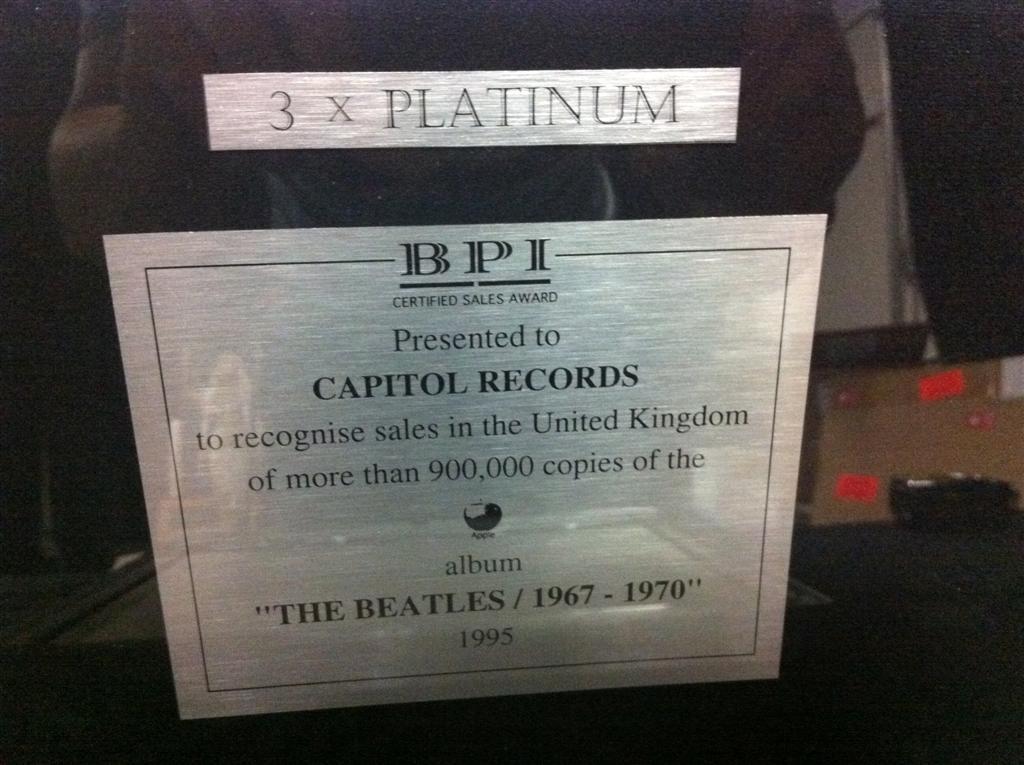 3 x PLATINUM
BPI
CERTIFIED SALES AWARD
Presented to
CAPITOL RECORDS
to recognise sales in the United Kingdom
of more than 900,000 copies of the
Apple
album
"THE BEATLES / 1967 - 1970"
1995